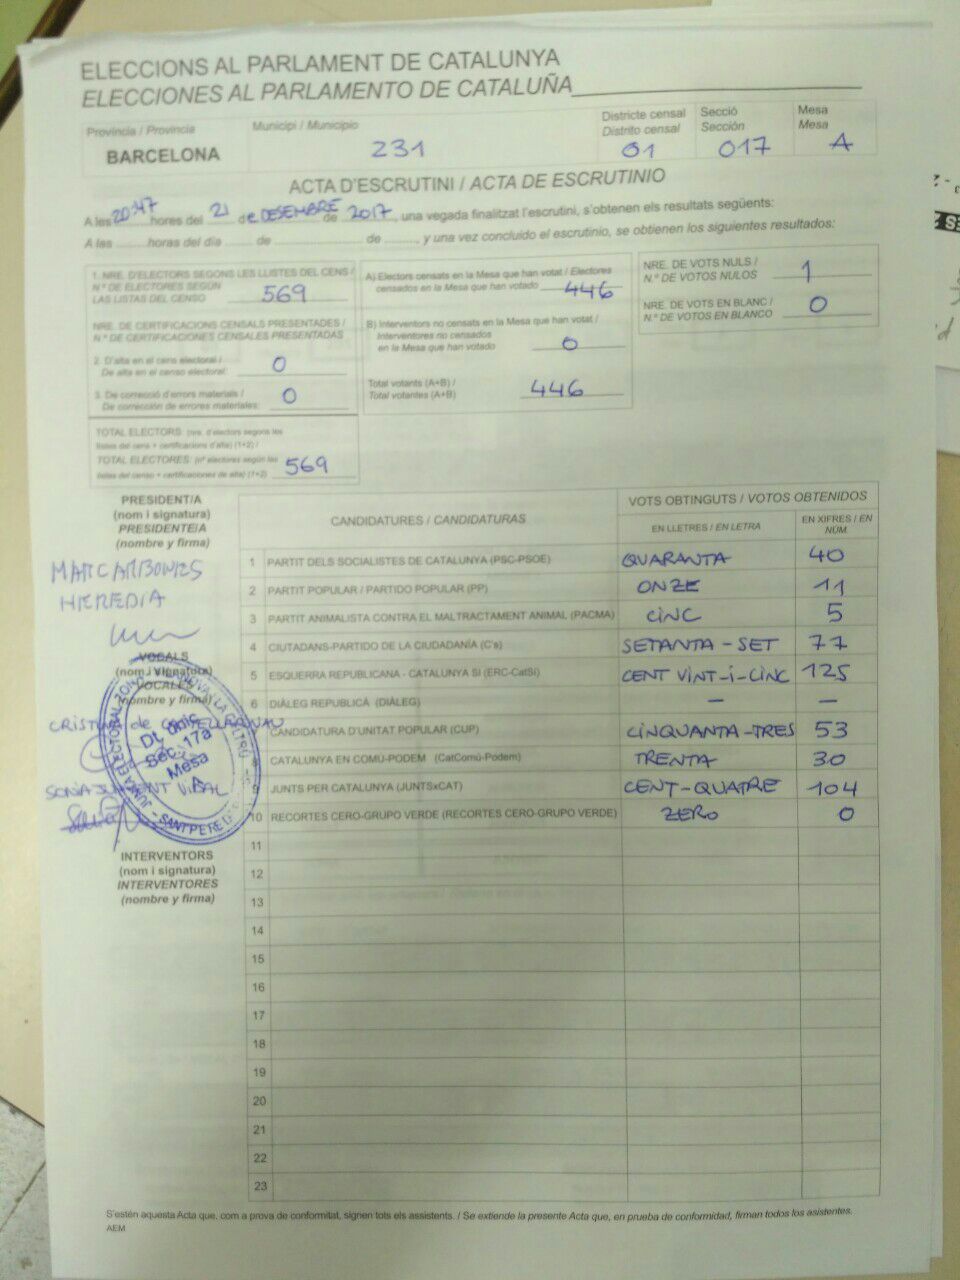 ELECCIONS AL PARLAMENT DE CATALUNYA
ELECCIONES AL PARLAMENTO DE CATALUÑA
Província / Provincia
BARCELONA
Municipi / Municipio
231
Districte censal
Distrito censal
01
Secció
Sección
017
Mesa
Mesa
A
ACTA D'ESCRUTINI / ACTA DE ESCRUTINIO
A les 20:47 hores del 21 de DESEMBRE de 2017, una vegada finalitzat l'escrutini, s'obtenen els resultats següents:
A las ......... horas del día ........ de .................... de ........., y una vez concluido el escrutinio, se obtienen los siguientes resultados:
1. NRE. D'ELECTORS SEGONS LES LLISTES DEL CENS /
N.º DE ELECTORES SEGÚN
LAS LISTAS DEL CENSO 569
NRE. DE CERTIFICACIONS CENSALS PRESENTADES /
N.º DE CERTIFICACIONES CENSALES PRESENTADAS
2. D'alta en el cens electoral /
De alta en el censo electoral: 0
3. De correcció d'errors materials /
De corrección de errores materiales: 0
TOTAL ELECTORS: (nre. d'electors segons les
llistes del cens + certificacions d'alta) (1+2) /
TOTAL ELECTORES: (nº electores según las
listas del censo + certificaciones de alta) (1+2) 569
A) Electors censats en la Mesa que han votat / Electores
censados en la Mesa que han votado 446
B) Interventors no censats en la Mesa que han votat /
Interventores no censados
en la Mesa que han votado 0
Total votants (A+B) /
Total votantes (A+B) 446
NRE. DE VOTS NULS /
N.º DE VOTOS NULOS 1
NRE. DE VOTS EN BLANC /
N.º DE VOTOS EN BLANCO 0
PRESIDENT/A
(nom i signatura)
PRESIDENTE/A
(nombre y firma)
MARC ARBONÉS
HEREDIA
VOCALS
(nom i signatura)
VOCALES
(nombre y firma)
CRISTINA de
SONIA VIDAL
JUNTA ELECTORAL ZONA VILANOVA I LA GELTRÚ
Dt. únic
Sec. 17a
Mesa
A
SANT PERE DE
INTERVENTORS
(nom i signatura)
INTERVENTORES
(nombre y firma)
CANDIDATURES / CANDIDATURAS
VOTS OBTINGUTS / VOTOS OBTENIDOS
EN LLETRES / EN LETRA
EN XIFRES / EN NÚM.
1 PARTIT DELS SOCIALISTES DE CATALUNYA (PSC-PSOE) QUARANTA 40
2 PARTIT POPULAR / PARTIDO POPULAR (PP) ONZE 11
3 PARTIT ANIMALISTA CONTRA EL MALTRACTAMENT ANIMAL (PACMA) CINC 5
4 CIUTADANS-PARTIDO DE LA CIUDADANÍA (C's) SETANTA-SET 77
5 ESQUERRA REPUBLICANA - CATALUNYA SÍ (ERC-CatSí) CENT VINT-I-CINC 125
6 DIÀLEG REPUBLICÀ (DIÀLEG) — —
CANDIDATURA D'UNITAT POPULAR (CUP) CINQUANTA-TRES 53
8 CATALUNYA EN COMÚ-PODEM (CatComú-Podem) TRENTA 30
9 JUNTS PER CATALUNYA (JUNTSxCAT) CENT-QUATRE 104
10 RECORTES CERO-GRUPO VERDE (RECORTES CERO-GRUPO VERDE) ZERO 0
11
12
13
14
15
16
17
18
19
20
21
22
23
S'estén aquesta Acta que, com a prova de conformitat, signen tots els assistents. / Se extiende la presente Acta que, en prueba de conformidad, firman todos los asistentes.
AEM